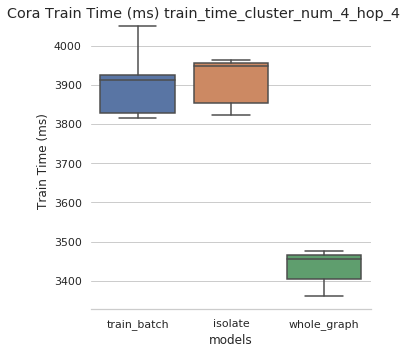 Cora Train Time (ms) train_time_cluster_num_4_hop_4
4000
3900
3800
3700
3600
3500
3400
Train Time (ms)
train_batch isolate whole_graph
models